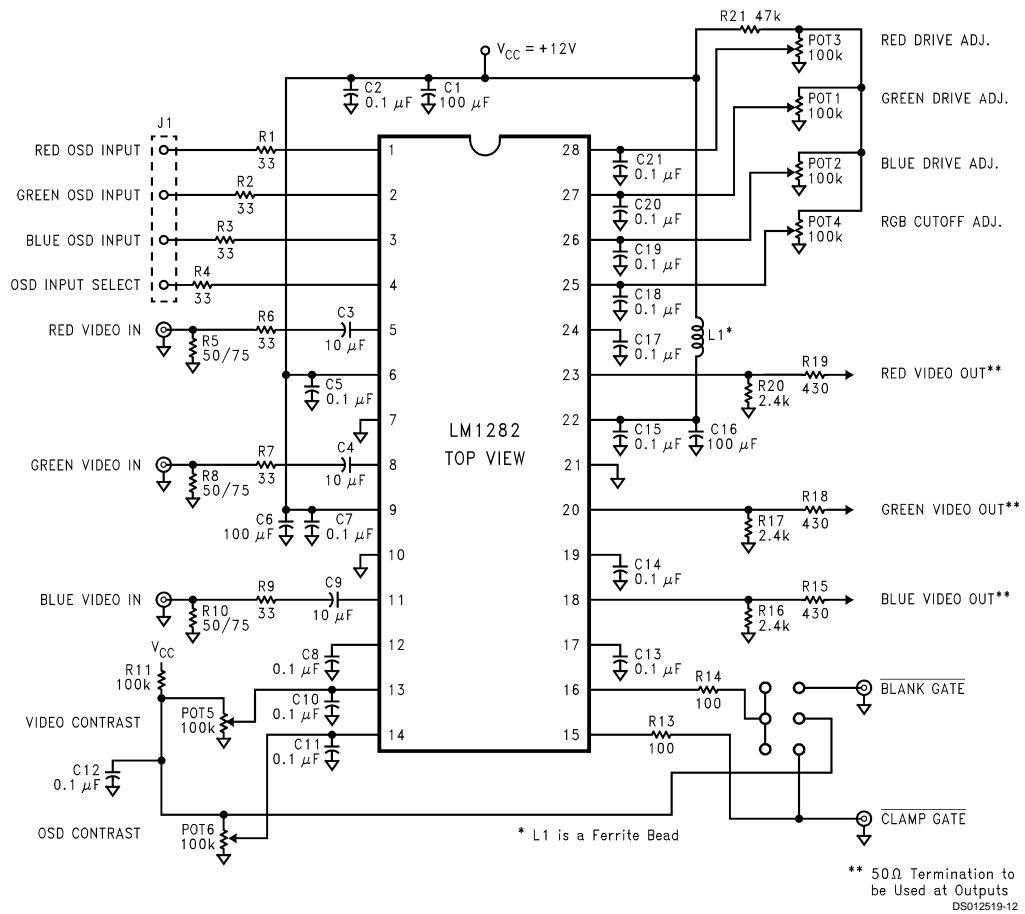 R21 47k
POT3
100k
RED DRIVE ADJ.
VCC = +12V
C2
0.1 μF
C1
100 μF
POT1
100k
GREEN DRIVE ADJ.
J1
RED OSD INPUT
R1
33
1
28
C21
0.1 μF
POT2
100k
BLUE DRIVE ADJ.
GREEN OSD INPUT
R2
33
2
27
C20
0.1 μF
POT4
100k
RGB CUTOFF ADJ.
BLUE OSD INPUT
R3
33
3
26
C19
0.1 μF
OSD INPUT SELECT
R4
33
4
25
C18
0.1 μF
RED VIDEO IN
R5
50/75
R6
33
C3
10 μF
5
24
C17
0.1 μF
L1*
C5
0.1 μF
6
23
R20
2.4k
R19
430
RED VIDEO OUT**
7
LM1282
TOP VIEW
22
C15
0.1 μF
C16
100 μF
GREEN VIDEO IN
R8
50/75
R7
33
C4
10 μF
8
21
C6
100 μF
C7
0.1 μF
9
20
R17
2.4k
R18
430
GREEN VIDEO OUT**
10
19
C14
0.1 μF
BLUE VIDEO IN
R10
50/75
R9
33
C9
10 μF
11
18
R16
2.4k
R15
430
BLUE VIDEO OUT**
VCC
R11
100k
C8
0.1 μF
12
17
C13
0.1 μF
VIDEO CONTRAST
POT5
100k
C10
0.1 μF
13
16
R14
100
BLANK GATE
C11
0.1 μF
14
15
R13
100
C12
0.1 μF
OSD CONTRAST
POT6
100k
* L1 is a Ferrite Bead
CLAMP GATE
** 50Ω Termination to
be Used at Outputs
DS012519-12